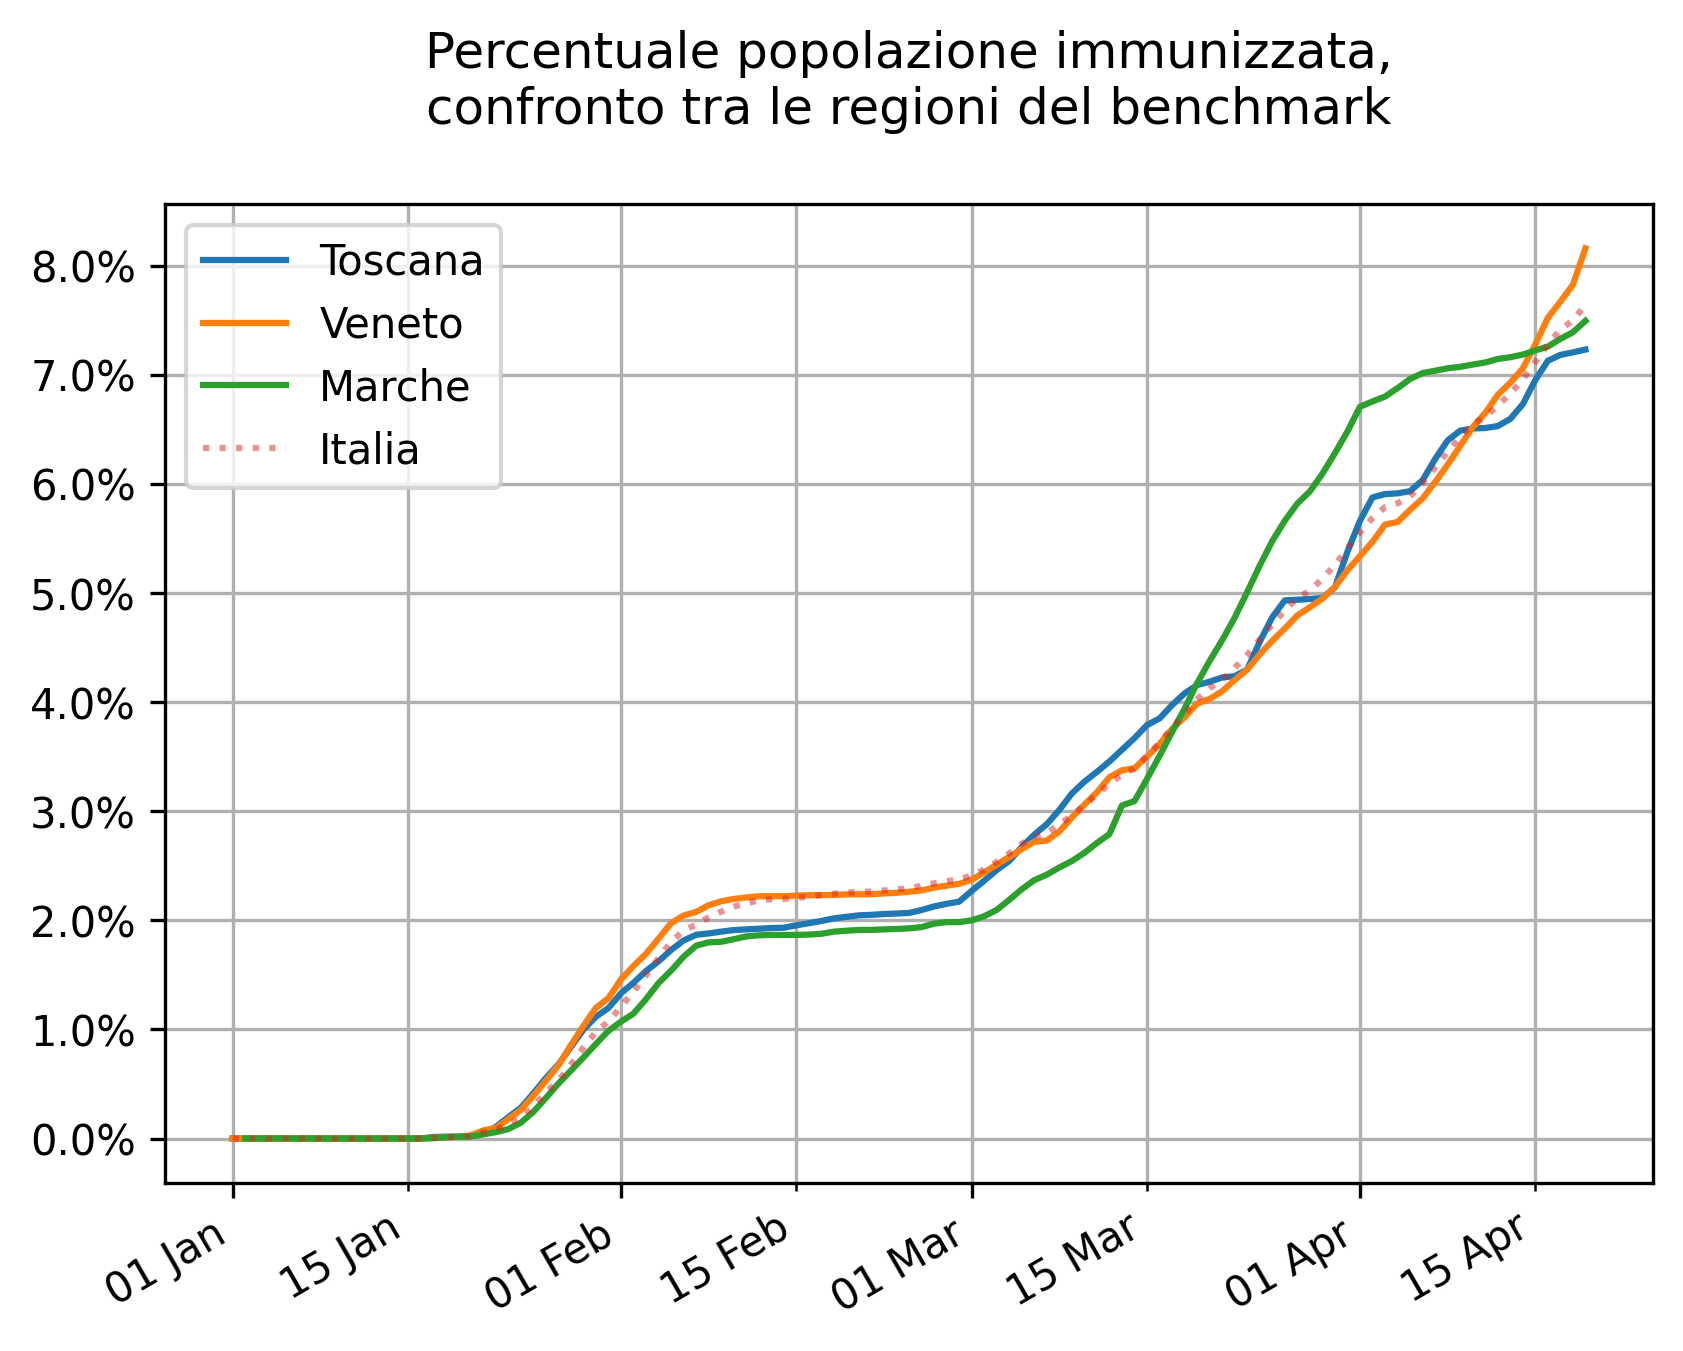 Percentuale popolazione immunizzata,
confronto tra le regioni del benchmark
Toscana
Veneto
Marche
Italia
8.0%
7.0%
6.0%
5.0%
4.0%
3.0%
2.0%
1.0%
0.0%
01 Jan
15 Jan
01 Feb
15 Feb
01 Mar
15 Mar
01 Apr
15 Apr